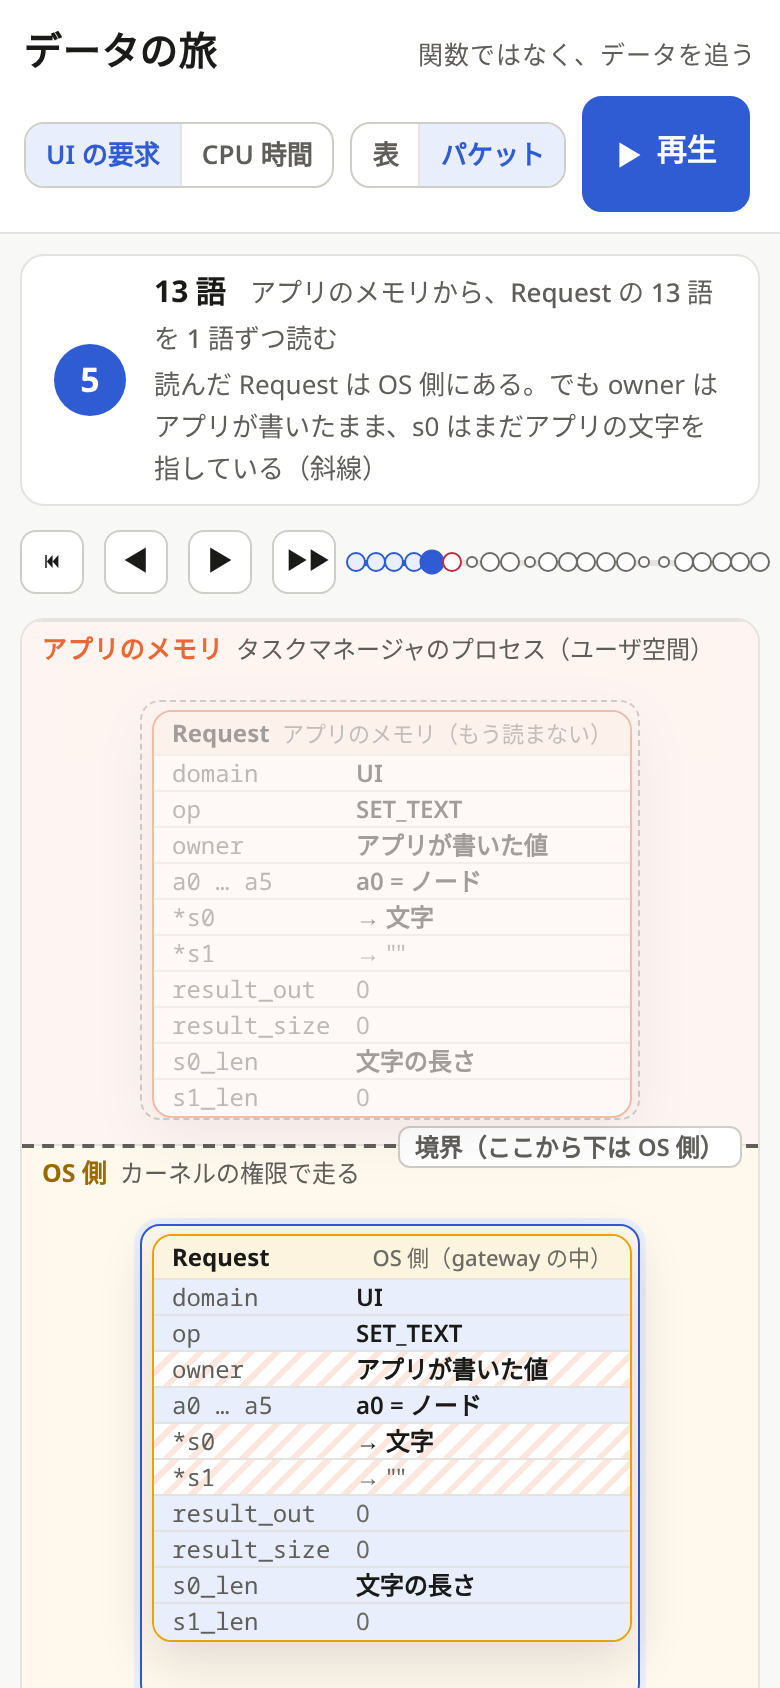 データの旅
関数ではなく、データを追う
UI の要求
CPU 時間
表
パケット
▶ 再生
5
13 語 アプリのメモリから、Request の 13 語
を 1 語ずつ読む
読んだ Request は OS 側にある。でも owner は
アプリが書いたまま、s0 はまだアプリの文字を
指している（斜線）
⏮ ◀ ▶ ▶▶
アプリのメモリ タスクマネージャのプロセス（ユーザ空間）
Request アプリのメモリ（もう読まない）
domain UI
op SET_TEXT
owner アプリが書いた値
a0 … a5 a0 = ノード
*s0 → 文字
*s1 → ""
result_out 0
result_size 0
s0_len 文字の長さ
s1_len 0
境界（ここから下は OS 側）
OS 側 カーネルの権限で走る
Request OS 側（gateway の中）
domain UI
op SET_TEXT
owner アプリが書いた値
a0 … a5 a0 = ノード
*s0 → 文字
*s1 → ""
result_out 0
result_size 0
s0_len 文字の長さ
s1_len 0